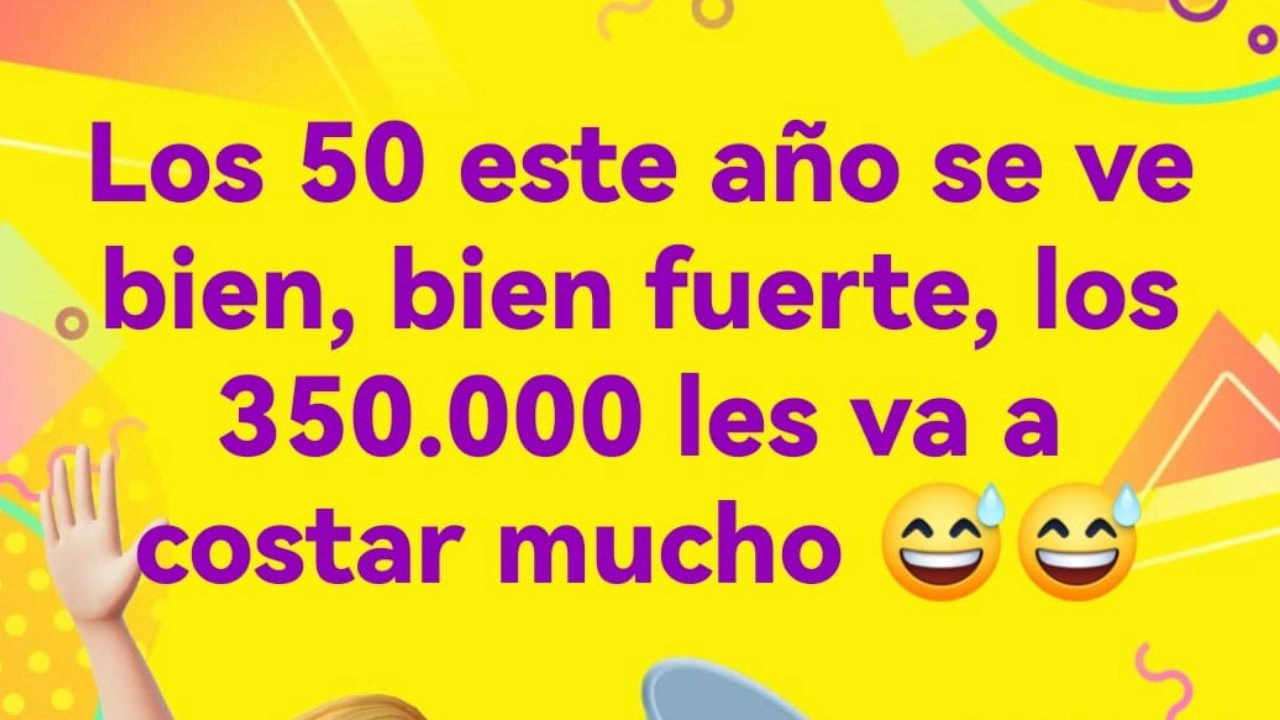 Los 50 este año se ve
bien, bien fuerte, los
350.000 les va a
costar mucho 😅😅